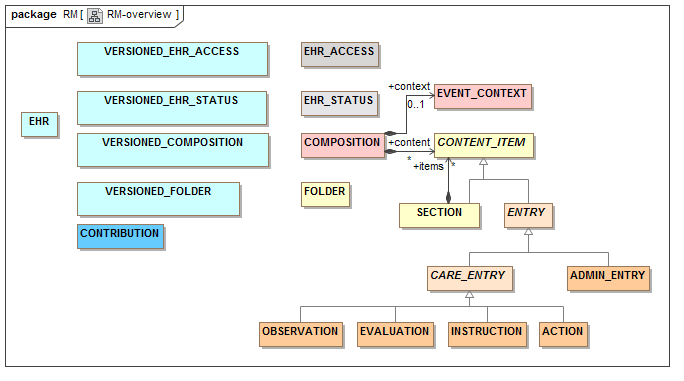 package RM [ RM-overview ]
VERSIONED_EHR_ACCESS
EHR_ACCESS
+context
EVENT_CONTEXT
0..1
VERSIONED_EHR_STATUS
EHR_STATUS
EHR
VERSIONED_COMPOSITION
COMPOSITION
+content
CONTENT_ITEM
*
+items
*
VERSIONED_FOLDER
FOLDER
SECTION
ENTRY
CONTRIBUTION
CARE_ENTRY
ADMIN_ENTRY
OBSERVATION
EVALUATION
INSTRUCTION
ACTION